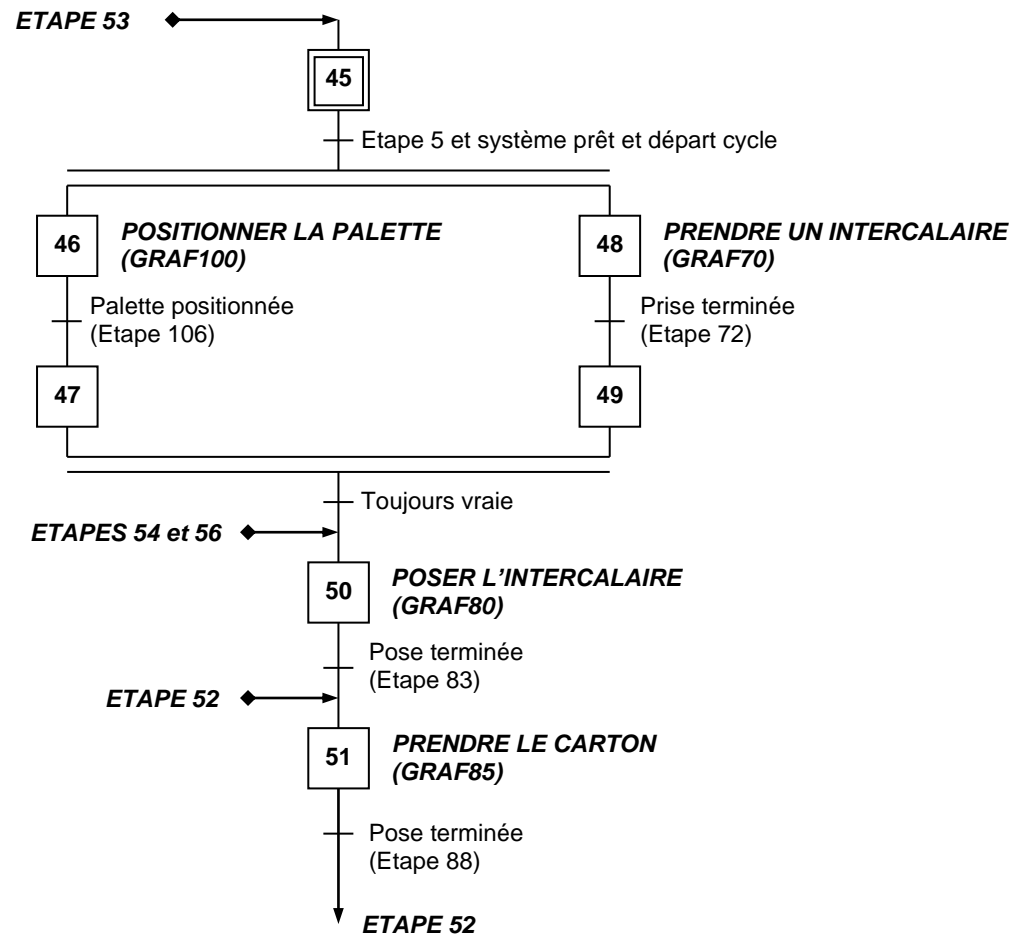 ETAPE 53
45
Etape 5 et système prêt et départ cycle
46
POSITIONNER LA PALETTE
(GRAF100)
48
PRENDRE UN INTERCALAIRE
(GRAF70)
Palette positionnée
(Etape 106)
Prise terminée
(Etape 72)
47
49
Toujours vraie
ETAPES 54 et 56
50
POSER L’INTERCALAIRE
(GRAF80)
Pose terminée
(Etape 83)
ETAPE 52
51
PRENDRE LE CARTON
(GRAF85)
Pose terminée
(Etape 88)
ETAPE 52